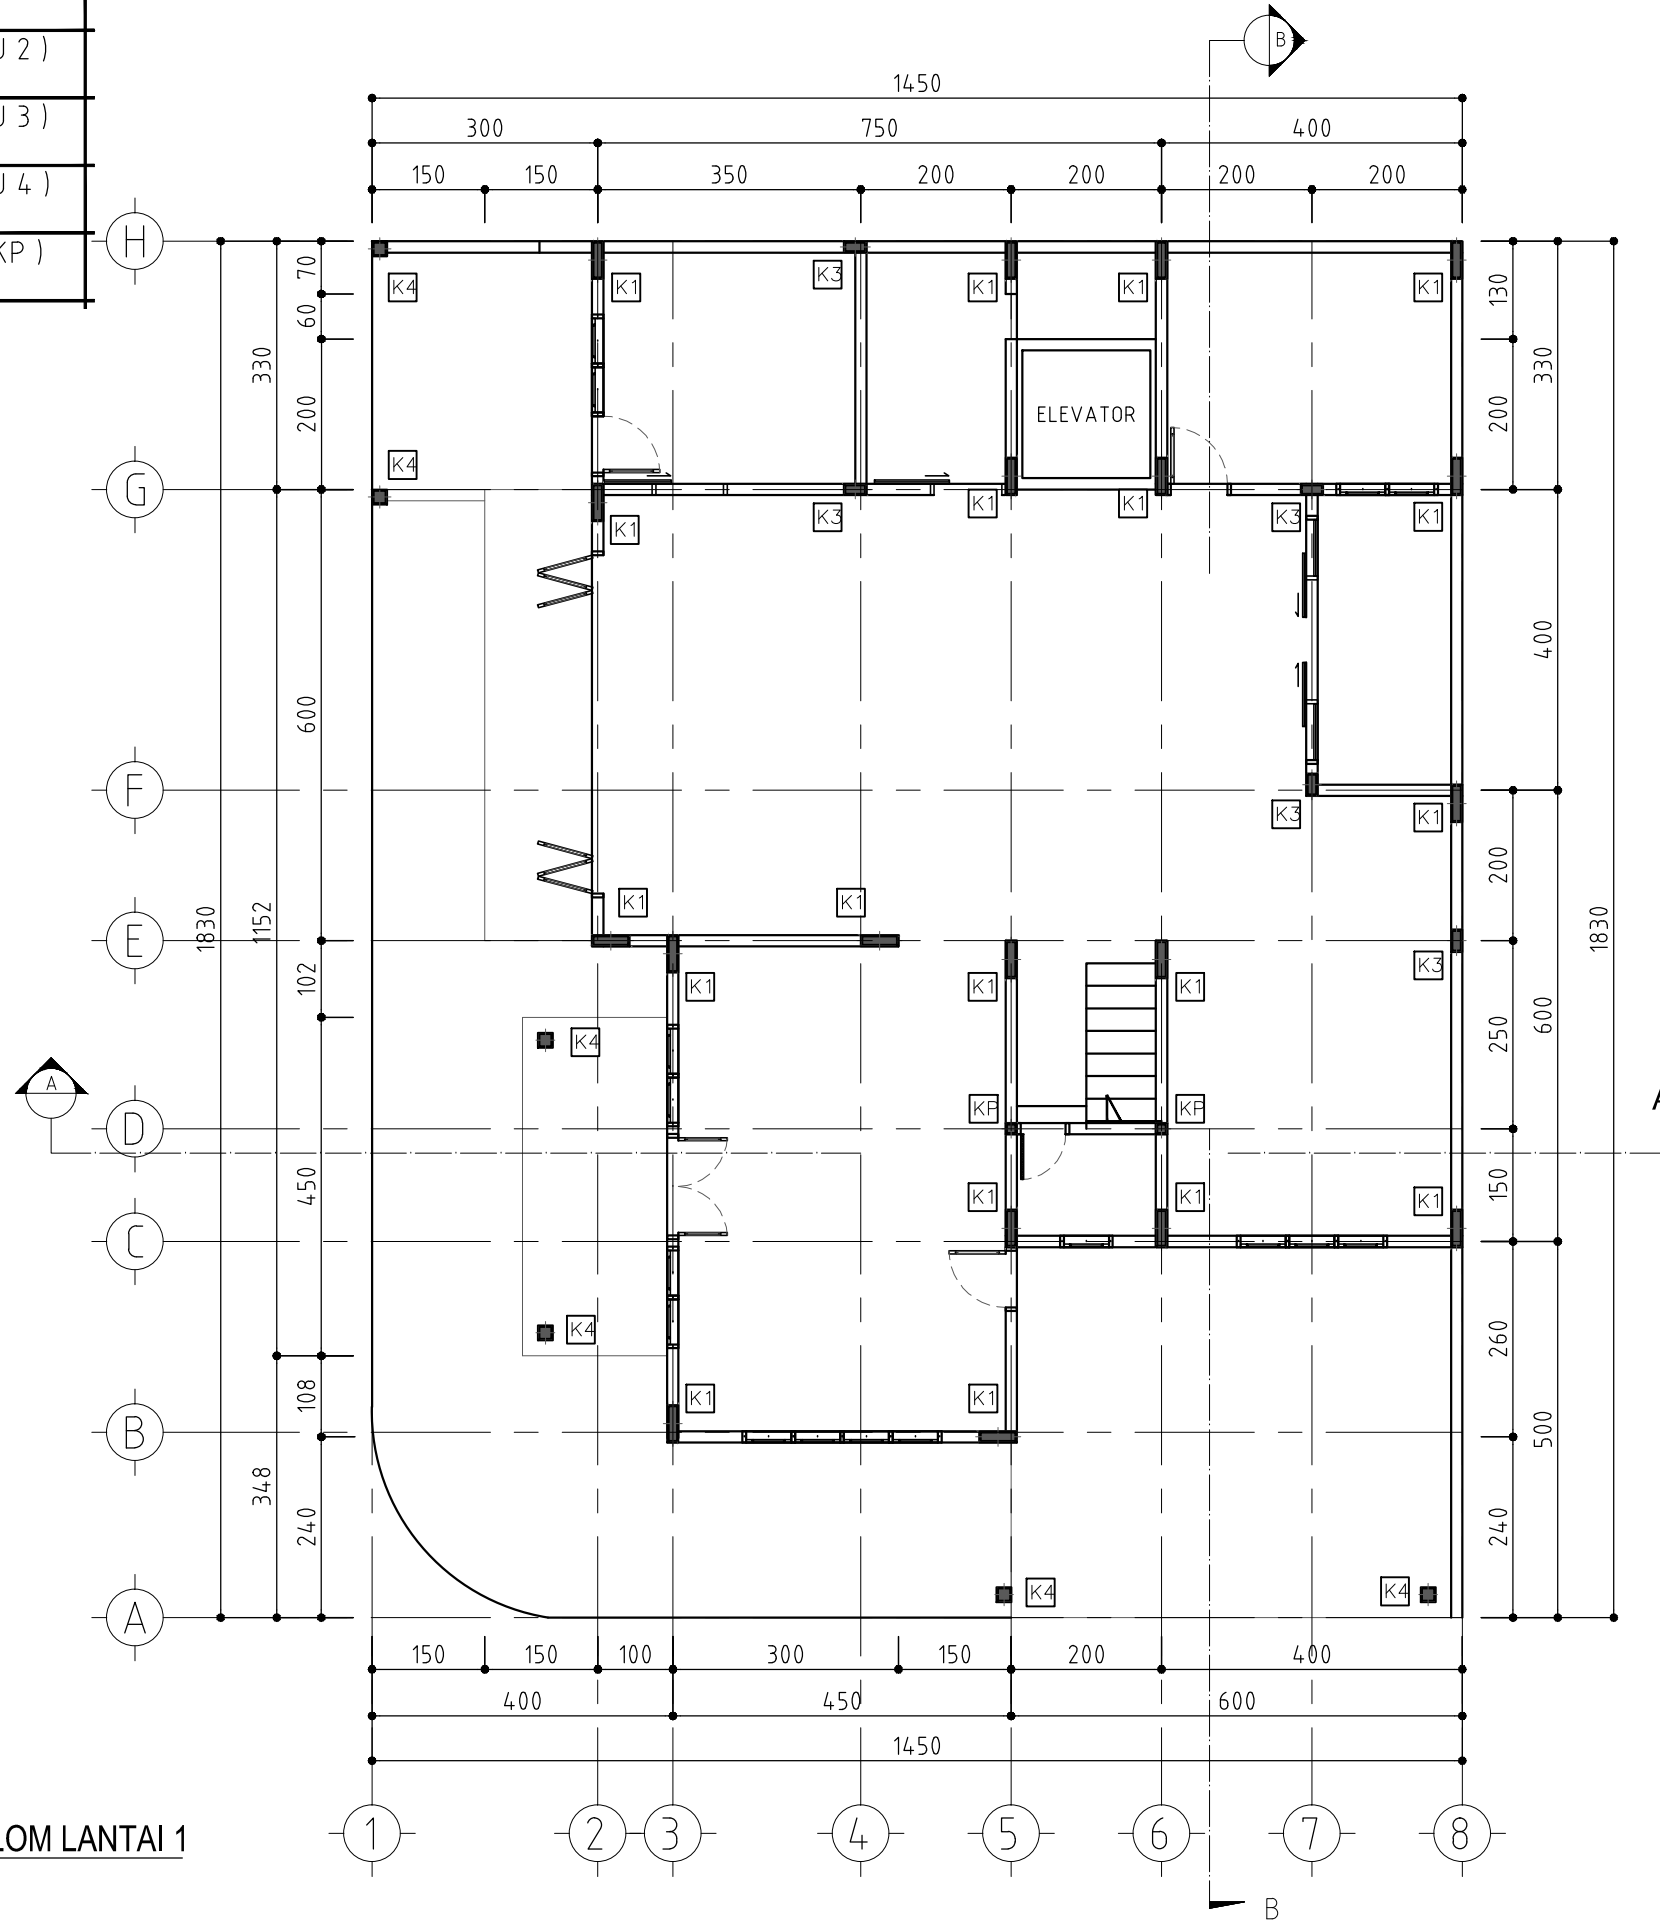 U 2 )
U 3 )
U 4 )
KP )
B
1450
300 750 400
150 150 350 200 200 200 200
H
G
F
E
D
C
B
A
70
60
200
330
600
1830
1152
102
450
108
348
240
130
200
330
400
200
1830
600
250
150
260
500
240
K4 K1 K3 K1 K1 K1
ELEVATOR
K4
K1 K3 K1 K1 K3 K1
K3 K1
K1 K1
K1 K1 K1 K3
K4
A
A
KP KP
K1 K1 K1
K4
K1 K1
K4 K4
150 150 100 300 150 200 400
400 450 600
1450
1 2 3 4 5 6 7 8
LOM LANTAI 1
B